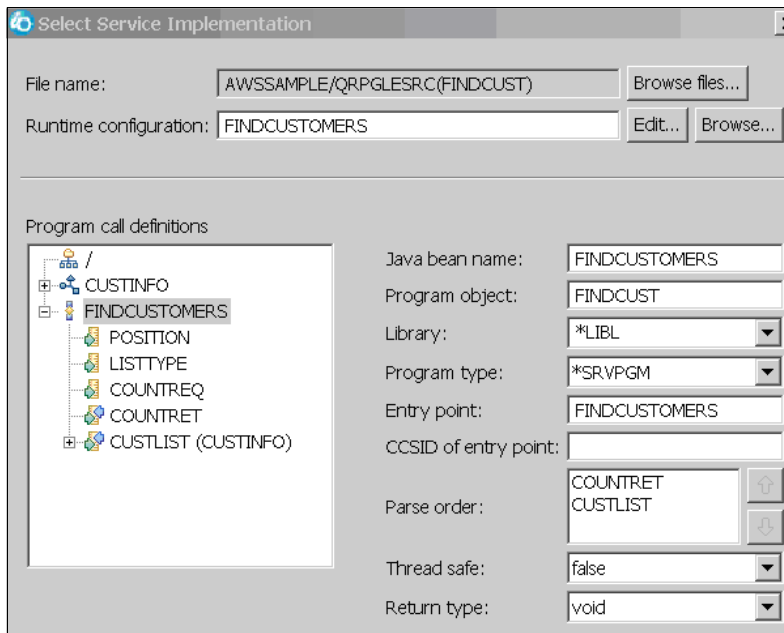 Select Service Implementation
File name: AWSSAMPLE/QRPGLESRC(FINDCUST) Browse files...
Runtime configuration: FINDCUSTOMERS Edit... Browse...
Program call definitions
/
CUSTINFO
FINDCUSTOMERS
POSITION
LISTTYPE
COUNTREQ
COUNTRET
CUSTLIST (CUSTINFO)
Java bean name: FINDCUSTOMERS
Program object: FINDCUST
Library: *LIBL
Program type: *SRVPGM
Entry point: FINDCUSTOMERS
CCSID of entry point:
Parse order:
COUNTRET
CUSTLIST
Thread safe: false
Return type: void